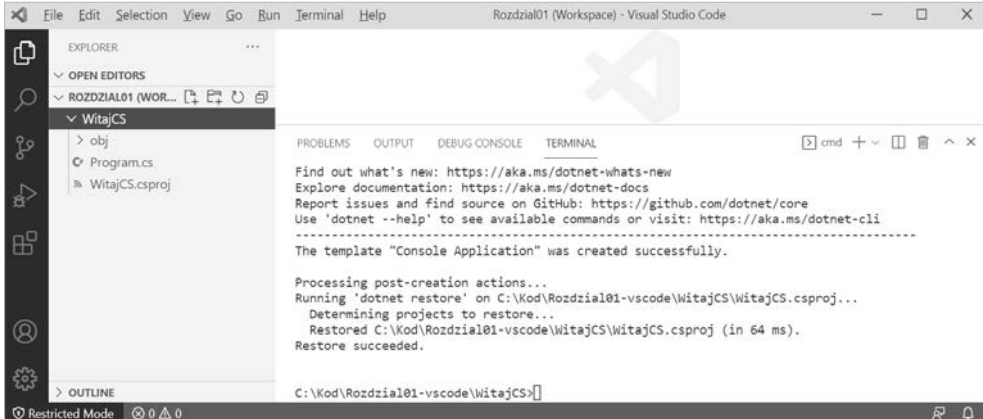 File Edit Selection View Go Run Terminal Help Rozdzial01 (Workspace) - Visual Studio Code
EXPLORER
OPEN EDITORS
ROZDZIAL01 (WOR...
WitajCS
obj
Program.cs
WitajCS.csproj
OUTLINE
PROBLEMS OUTPUT DEBUG CONSOLE TERMINAL cmd
Find out what's new: https://aka.ms/dotnet-whats-new
Explore documentation: https://aka.ms/dotnet-docs
Report issues and find source on GitHub: https://github.com/dotnet/core
Use 'dotnet --help' to see available commands or visit: https://aka.ms/dotnet-cli
--------------------------------------------------------------------------------------
The template "Console Application" was created successfully.
Processing post-creation actions...
Running 'dotnet restore' on C:\Kod\Rozdzial01-vscode\WitajCS\WitajCS.csproj...
Determining projects to restore...
Restored C:\Kod\Rozdzial01-vscode\WitajCS\WitajCS.csproj (in 64 ms).
Restore succeeded.
C:\Kod\Rozdzial01-vscode\WitajCS>
Restricted Mode 0 0